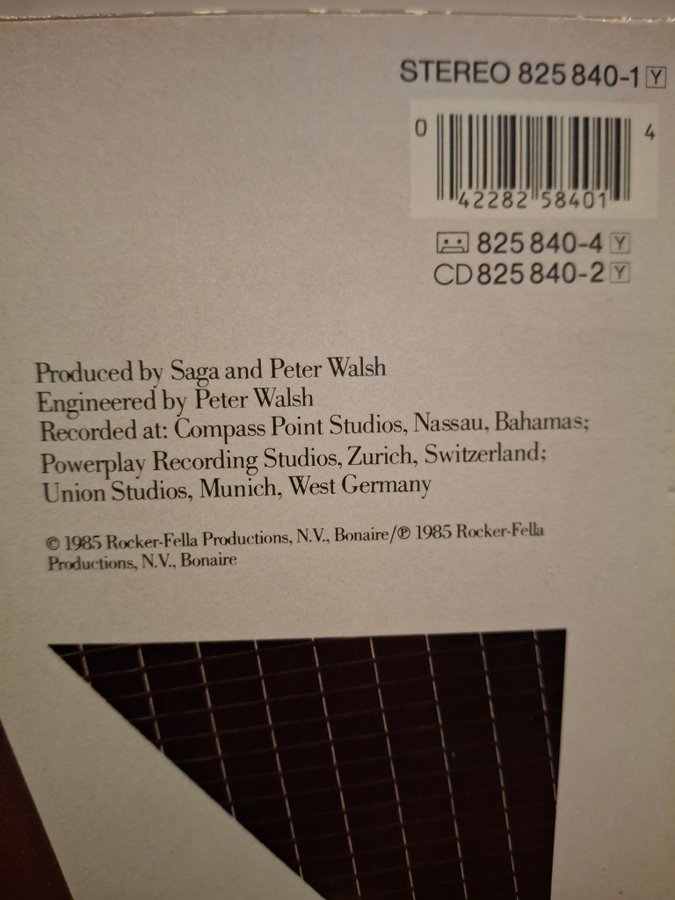 STEREO 825 840-1 Y
0 42282 58401 4
825 840-4 Y
CD 825 840-2 Y
Produced by Saga and Peter Walsh
Engineered by Peter Walsh
Recorded at: Compass Point Studios, Nassau, Bahamas;
Powerplay Recording Studios, Zurich, Switzerland;
Union Studios, Munich, West Germany
© 1985 Rocker-Fella Productions, N.V., Bonaire/℗ 1985 Rocker-Fella
Productions, N.V., Bonaire